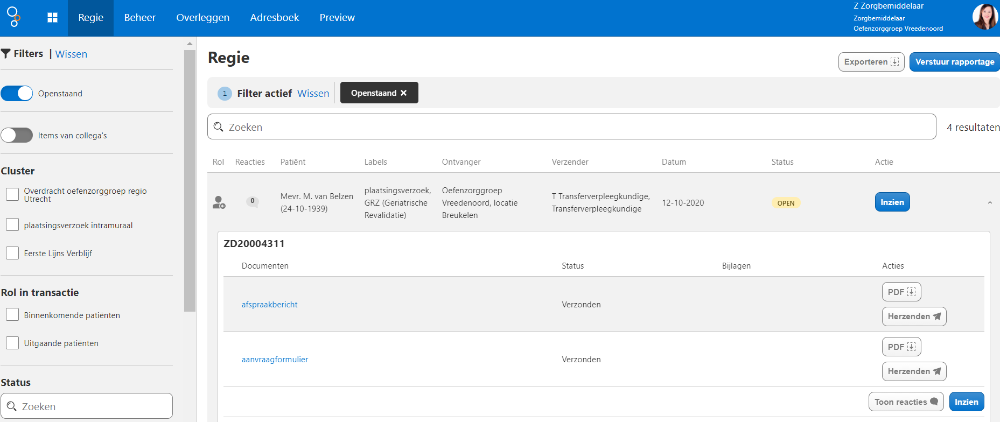 Regie
Beheer
Overleggen
Adresboek
Preview
Z Zorgbemiddelaar
Zorgbemiddelaar
Oefenzorggroep Vreedenoord
Filters | Wissen
Openstaand
Items van collega's
Cluster
Overdracht oefenzorggroep regio
Utrecht
plaatsingsverzoek intramuraal
Eerste Lijns Verblijf
Rol in transactie
Binnenkomende patiënten
Uitgaande patiënten
Status
Zoeken
Regie
Exporteren
Verstuur rapportage
1 Filter actief Wissen
Openstaand ×
Zoeken
4 resultaten
Rol Reacties Patiënt Labels Ontvanger Verzender Datum Status Actie
0
Mevr. M. van Belzen
(24-10-1939)
plaatsingsverzoek,
GRZ (Geriatrische
Revalidatie)
Oefenzorggroep
Vreedenoord, locatie
Breukelen
T Transferverpleegkundige,
Transferverpleegkundige
12-10-2020
OPEN
Inzien
ZD20004311
Documenten Status Bijlagen Acties
afspraakbericht Verzonden
PDF
Herzenden
aanvraagformulier Verzonden
PDF
Herzenden
Toon reacties
Inzien